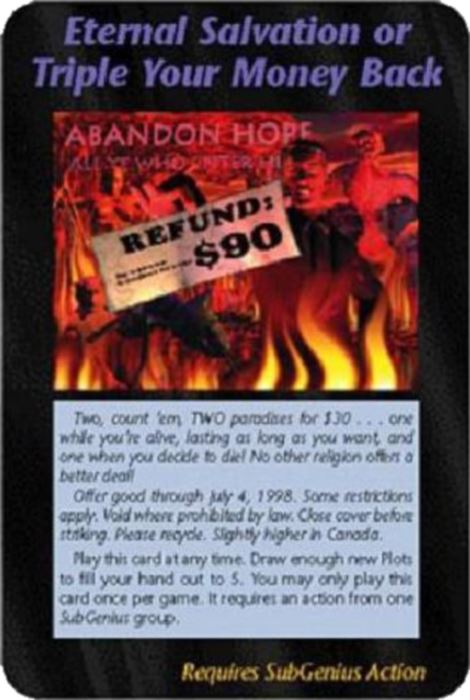 Eternal Salvation or
Triple Your Money Back
ABANDON HOPE
ALL YE WHO ENTER HE
REFUND:
$90
Two, count 'em, TWO paradises for $30 . . . one
while you're alive, lasting as long as you want, and
one when you decide to die! No other religion offers a
better deal!
Offer good through July 4, 1998. Some restrictions
apply. Void where prohibited by law. Close cover before
striking. Please recycle. Slightly higher in Canada.
Play this card at any time. Draw enough new Plots
to fill your hand out to 5. You may only play this
card once per game. It requires an action from one
SubGenius group.
Requires SubGenius Action